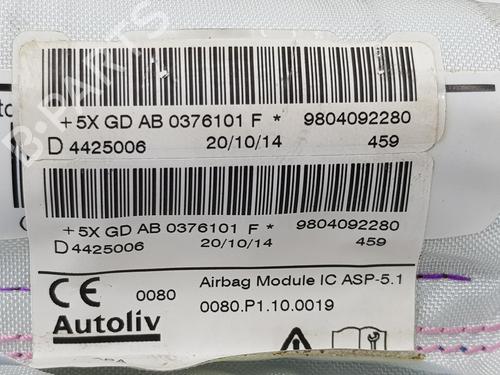 + 5X GD AB 0376101 F * 9804092280
D 4425006 20/10/14 459
+ 5X GD AB 0376101 F * 9804092280
D 4425006 20/10/14 459
CE 0080 Airbag Module IC ASP-5.1
Autoliv 0080.P1.10.0019
B-PARTS